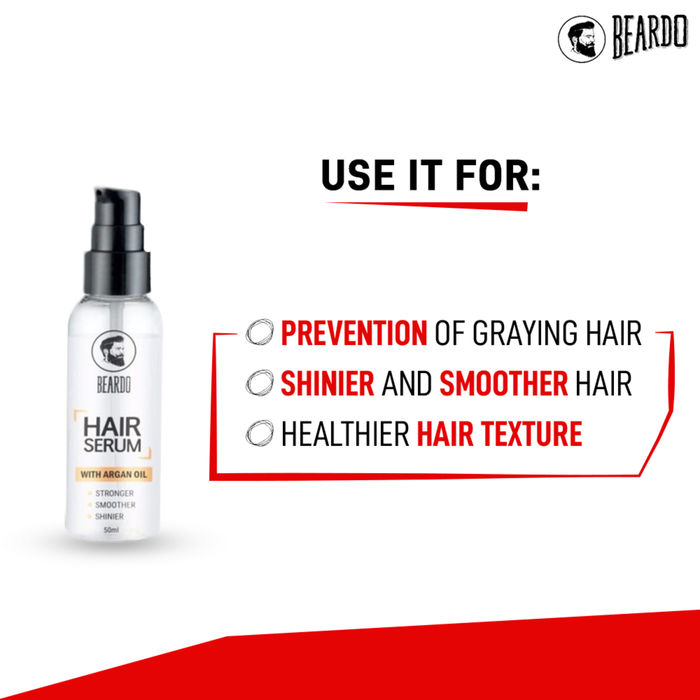 BEARDO
USE IT FOR:
PREVENTION OF GRAYING HAIR
SHINIER AND SMOOTHER HAIR
HEALTHIER HAIR TEXTURE
BEARDO
HAIR
SERUM
WITH ARGAN OIL
STRONGER
SMOOTHER
SHINIER
50ml